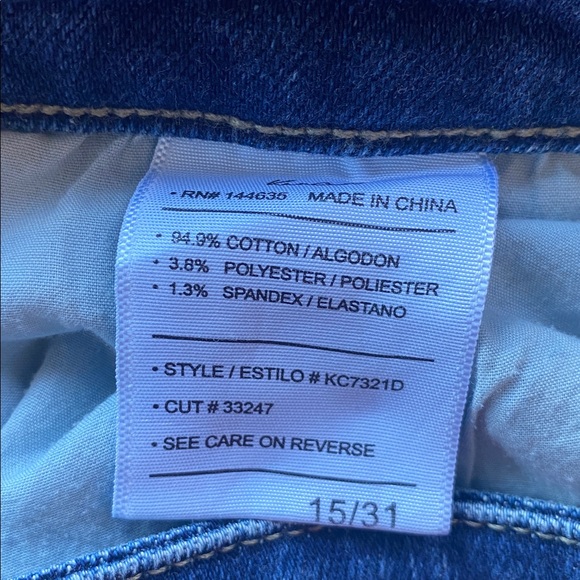 • RN# 144635 MADE IN CHINA
• 94.9% COTTON / ALGODON
• 3.8% POLYESTER / POLIESTER
• 1.3% SPANDEX / ELASTANO
• STYLE / ESTILO # KC7321D
• CUT # 33247
• SEE CARE ON REVERSE
15/31